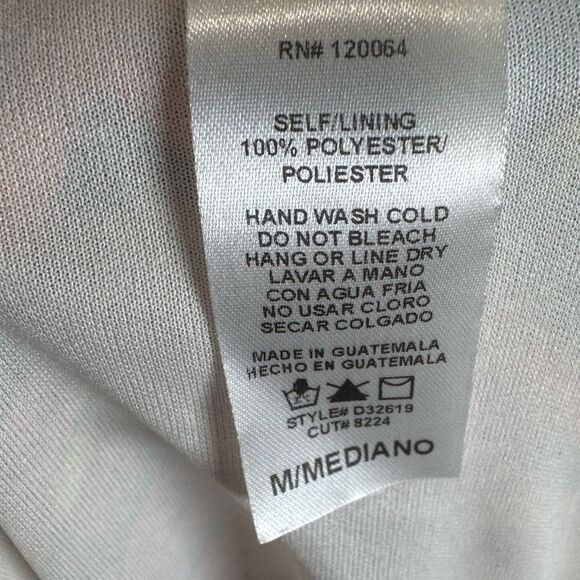 RN# 120064
SELF/LINING
100% POLYESTER/
POLIESTER
HAND WASH COLD
DO NOT BLEACH
HANG OR LINE DRY
LAVAR A MANO
CON AGUA FRIA
NO USAR CLORO
SECAR COLGADO
MADE IN GUATEMALA
HECHO EN GUATEMALA
STYLE# D32619
CUT# 8224
M/MEDIANO